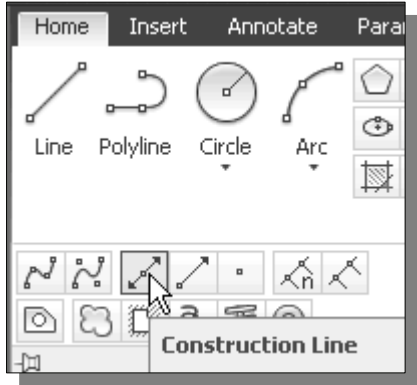 Home Insert Annotate
Line Polyline Circle Arc
n
Construction Line